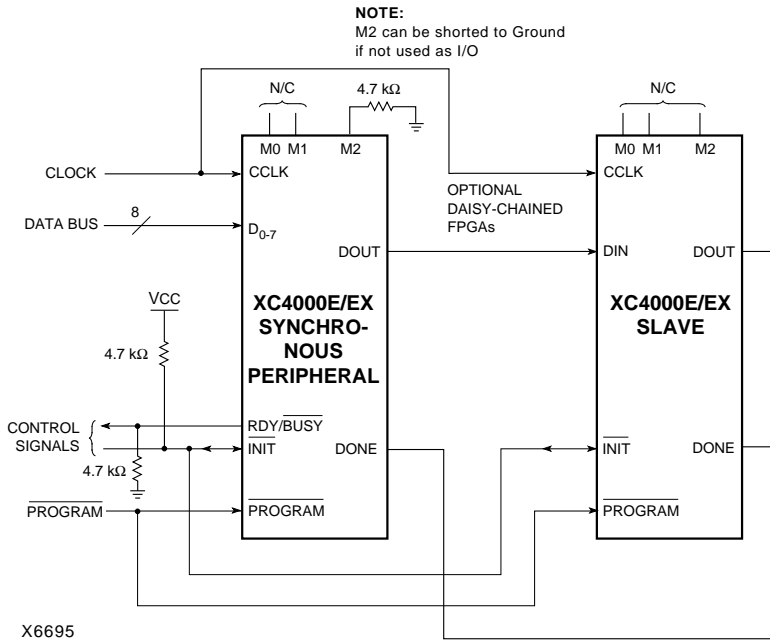 NOTE:
M2 can be shorted to Ground
if not used as I/O
N/C
4.7 kΩ
N/C
M0 M1 M2
M0 M1 M2
CLOCK
CCLK
CCLK
OPTIONAL
DAISY-CHAINED
FPGAs
DATA BUS
8
D0-7
DOUT
DIN
DOUT
VCC
4.7 kΩ
XC4000E/EX
SYNCHRO-
NOUS
PERIPHERAL
XC4000E/EX
SLAVE
CONTROL
SIGNALS
RDY/BUSY
INIT
DONE
INIT
DONE
4.7 kΩ
PROGRAM
PROGRAM
PROGRAM
X6695